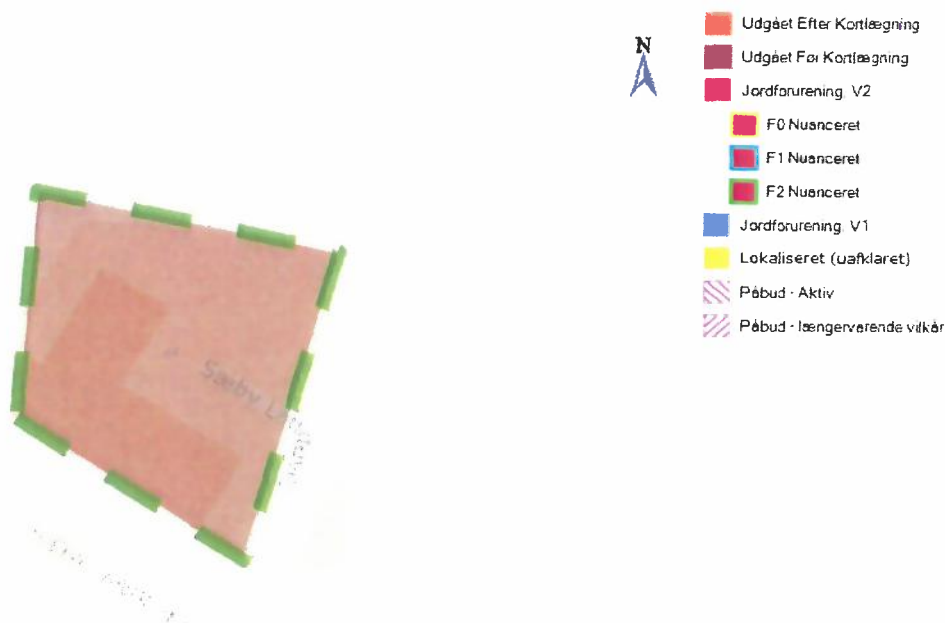 N
Udgået Efter Kortlægning
Udgået Før Kortlægning
Jordforurening, V2
F0 Nuanceret
F1 Nuanceret
F2 Nuanceret
Jordforurening, V1
Lokaliseret (uafklaret)
Påbud - Aktiv
Påbud - længervarende vilkår
Sæby